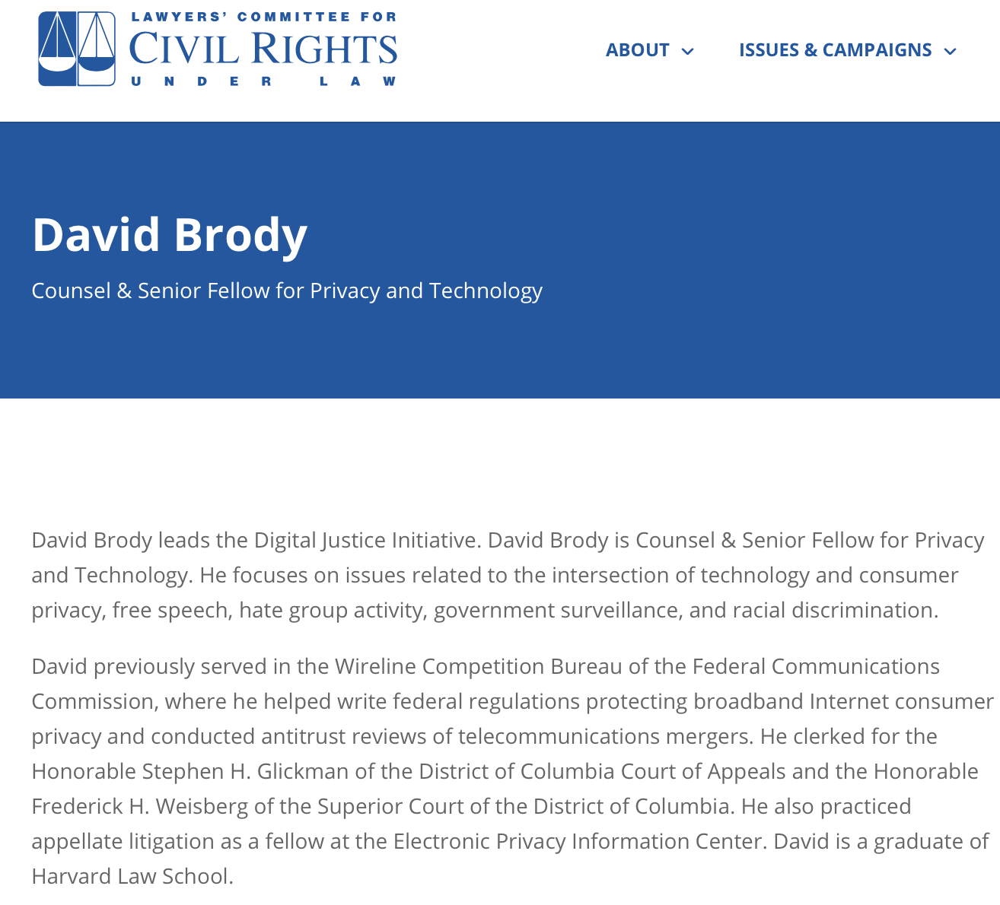 LAWYERS' COMMITTEE FOR
CIVIL RIGHTS
UNDER LAW
ABOUT
ISSUES & CAMPAIGNS
David Brody
Counsel & Senior Fellow for Privacy and Technology
David Brody leads the Digital Justice Initiative. David Brody is Counsel & Senior Fellow for Privacy
and Technology. He focuses on issues related to the intersection of technology and consumer
privacy, free speech, hate group activity, government surveillance, and racial discrimination.
David previously served in the Wireline Competition Bureau of the Federal Communications
Commission, where he helped write federal regulations protecting broadband Internet consumer
privacy and conducted antitrust reviews of telecommunications mergers. He clerked for the
Honorable Stephen H. Glickman of the District of Columbia Court of Appeals and the Honorable
Frederick H. Weisberg of the Superior Court of the District of Columbia. He also practiced
appellate litigation as a fellow at the Electronic Privacy Information Center. David is a graduate of
Harvard Law School.